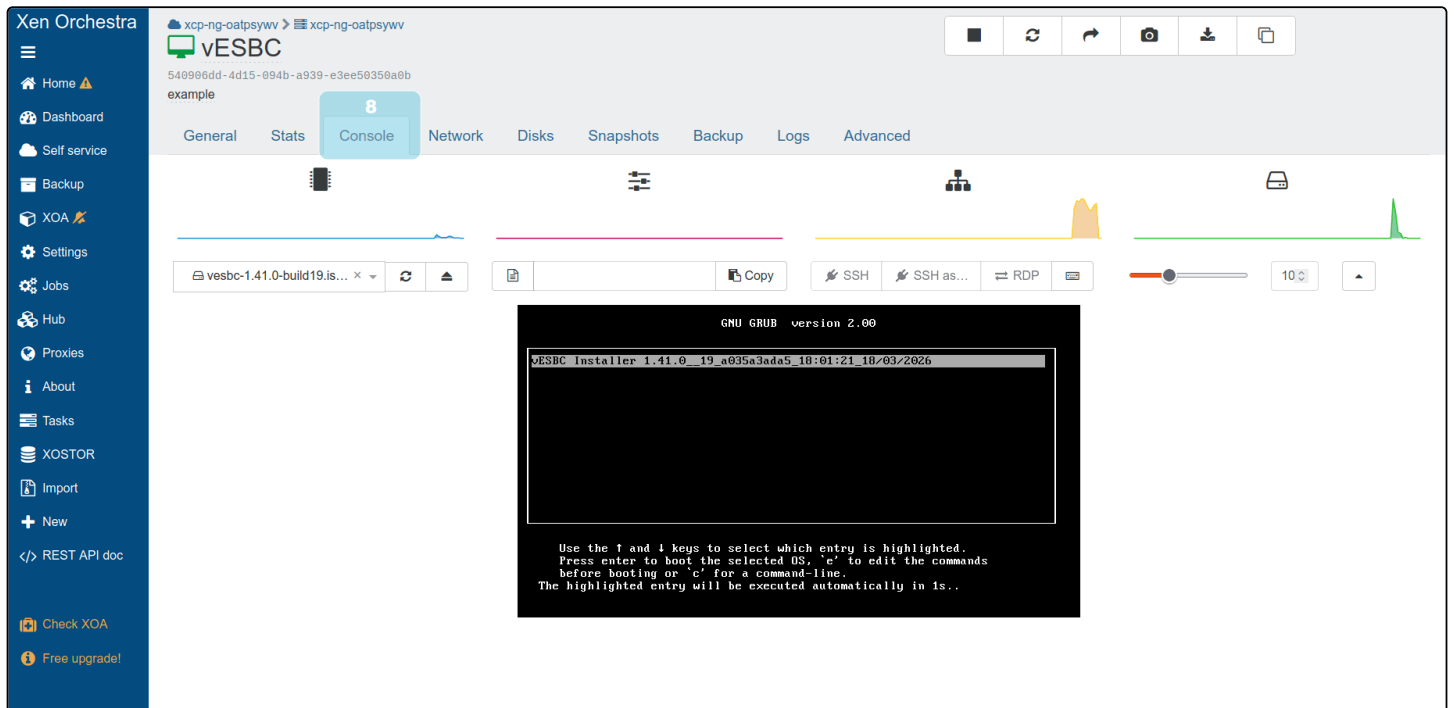 Xen Orchestra
Home
Dashboard
Self service
Backup
XOA
Settings
Jobs
Hub
Proxies
About
Tasks
XOSTOR
Import
New
</> REST API doc
Check XOA
Free upgrade!
xcp-ng-oatpsywv xcp-ng-oatpsywv
vESBC
540906dd-4d15-094b-a939-e3ee50350a0b
example
8
General Stats Console Network Disks Snapshots Backup Logs Advanced
vesbc-1.41.0-build19.is... × Copy SSH SSH as... RDP 10
GNU GRUB version 2.00
vESBC Installer 1.41.0__19_a035a3ada5_18:01:21_18/03/2026
Use the ↑ and ↓ keys to select which entry is highlighted.
Press enter to boot the selected OS, `e' to edit the commands
before booting or `c' for a command-line.
The highlighted entry will be executed automatically in 1s..